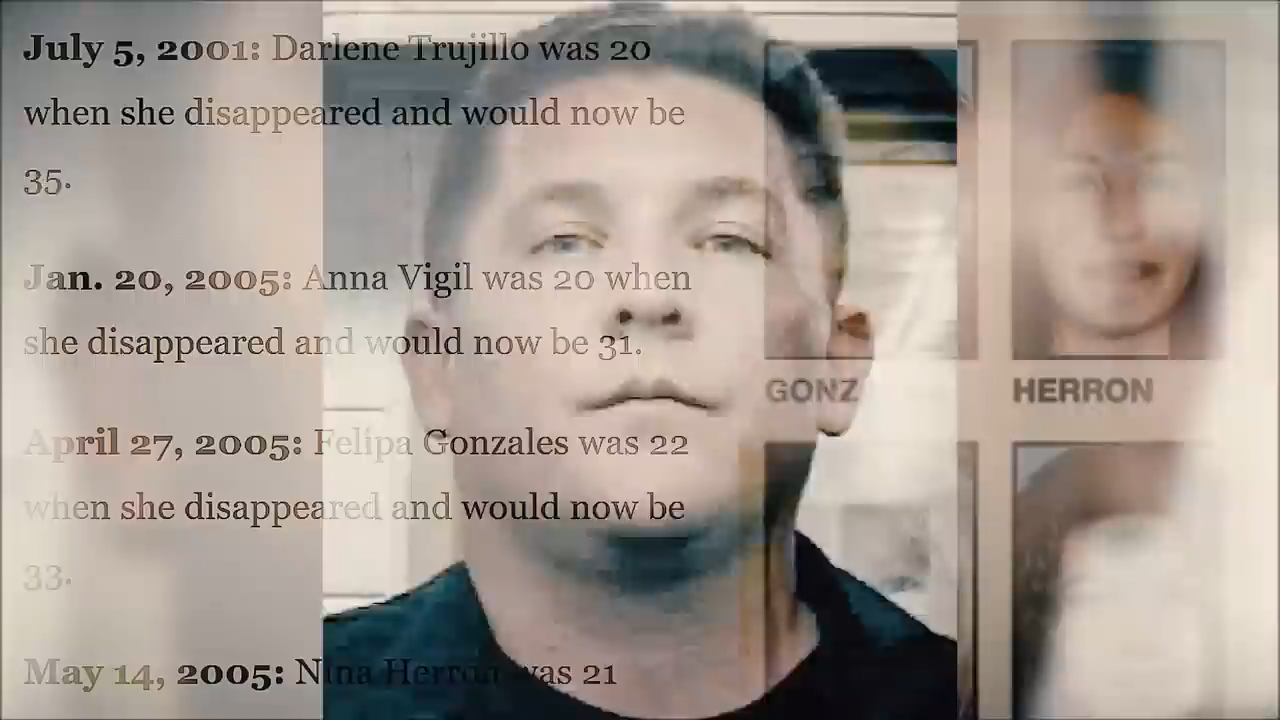 July 5, 2001: Darlene Trujillo was 20
when she disappeared and would now be
35.
Jan. 20, 2005: Anna Vigil was 20 when
she disappeared and would now be 31.
April 27, 2005: Felipa Gonzales was 22
when she disappeared and would now be
33.
May 14, 2005: Nina Herron was 21
GONZ
HERRON